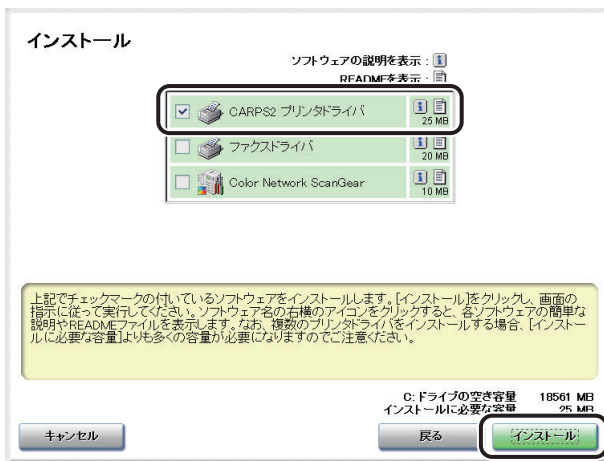 インストール
ソフトウェアの説明を表示：
READMEを表示：
CARPS2 プリンタドライバ
25 MB
ファクスドライバ
20 MB
Color Network ScanGear
10 MB
上記でチェックマークの付いているソフトウェアをインストールします。[インストール]をクリックし、画面の
指示に従って実行してください。ソフトウェア名の右横のアイコンをクリックすると、各ソフトウェアの簡単な
説明やREADMEファイルを表示します。なお、複数のプリンタドライバをインストールする場合、[インストー
ルに必要な容量]よりも多くの容量が必要になりますのでご注意ください。
C:ドライブの空き容量 18561 MB
インストールに必要な容量 25 MB
キャンセル 戻る インストール